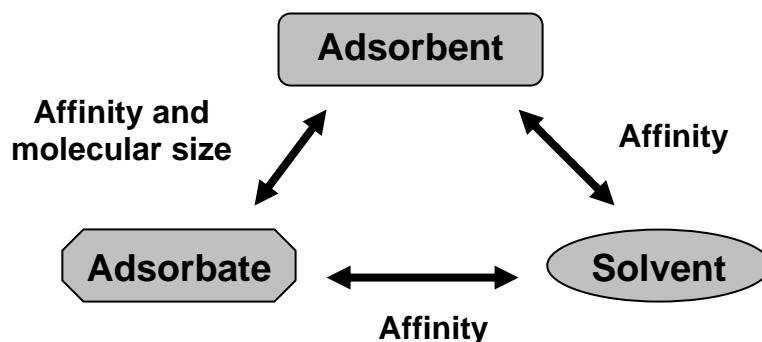 Adsorbent
Affinity and
molecular size
Affinity
Adsorbate
Solvent
Affinity